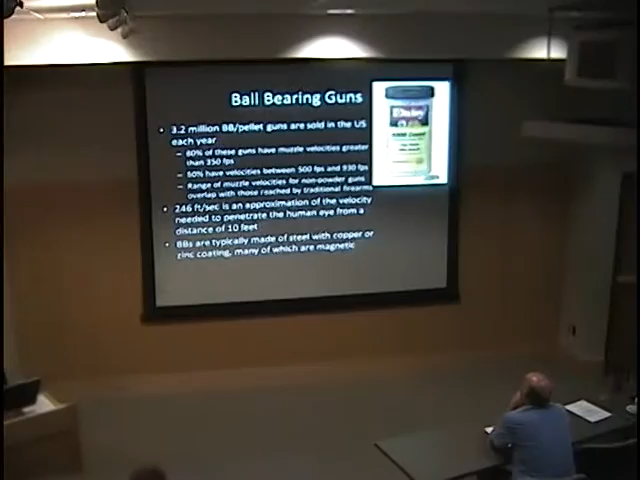 Ball Bearing Guns
• 3.2 million BB/pellet guns are sold in the US
each year
– 80% of these guns have muzzle velocities greater
than 350 fps
– 50% have velocities between 500 fps and 930 fps
– Range of muzzle velocities for non-powder guns
overlap with those reached by traditional firearms
• 246 ft/sec is an approximation of the velocity
needed to penetrate the human eye from a
distance of 10 feet
• BBs are typically made of steel with copper or
zinc coating, many of which are magnetic
Daisy